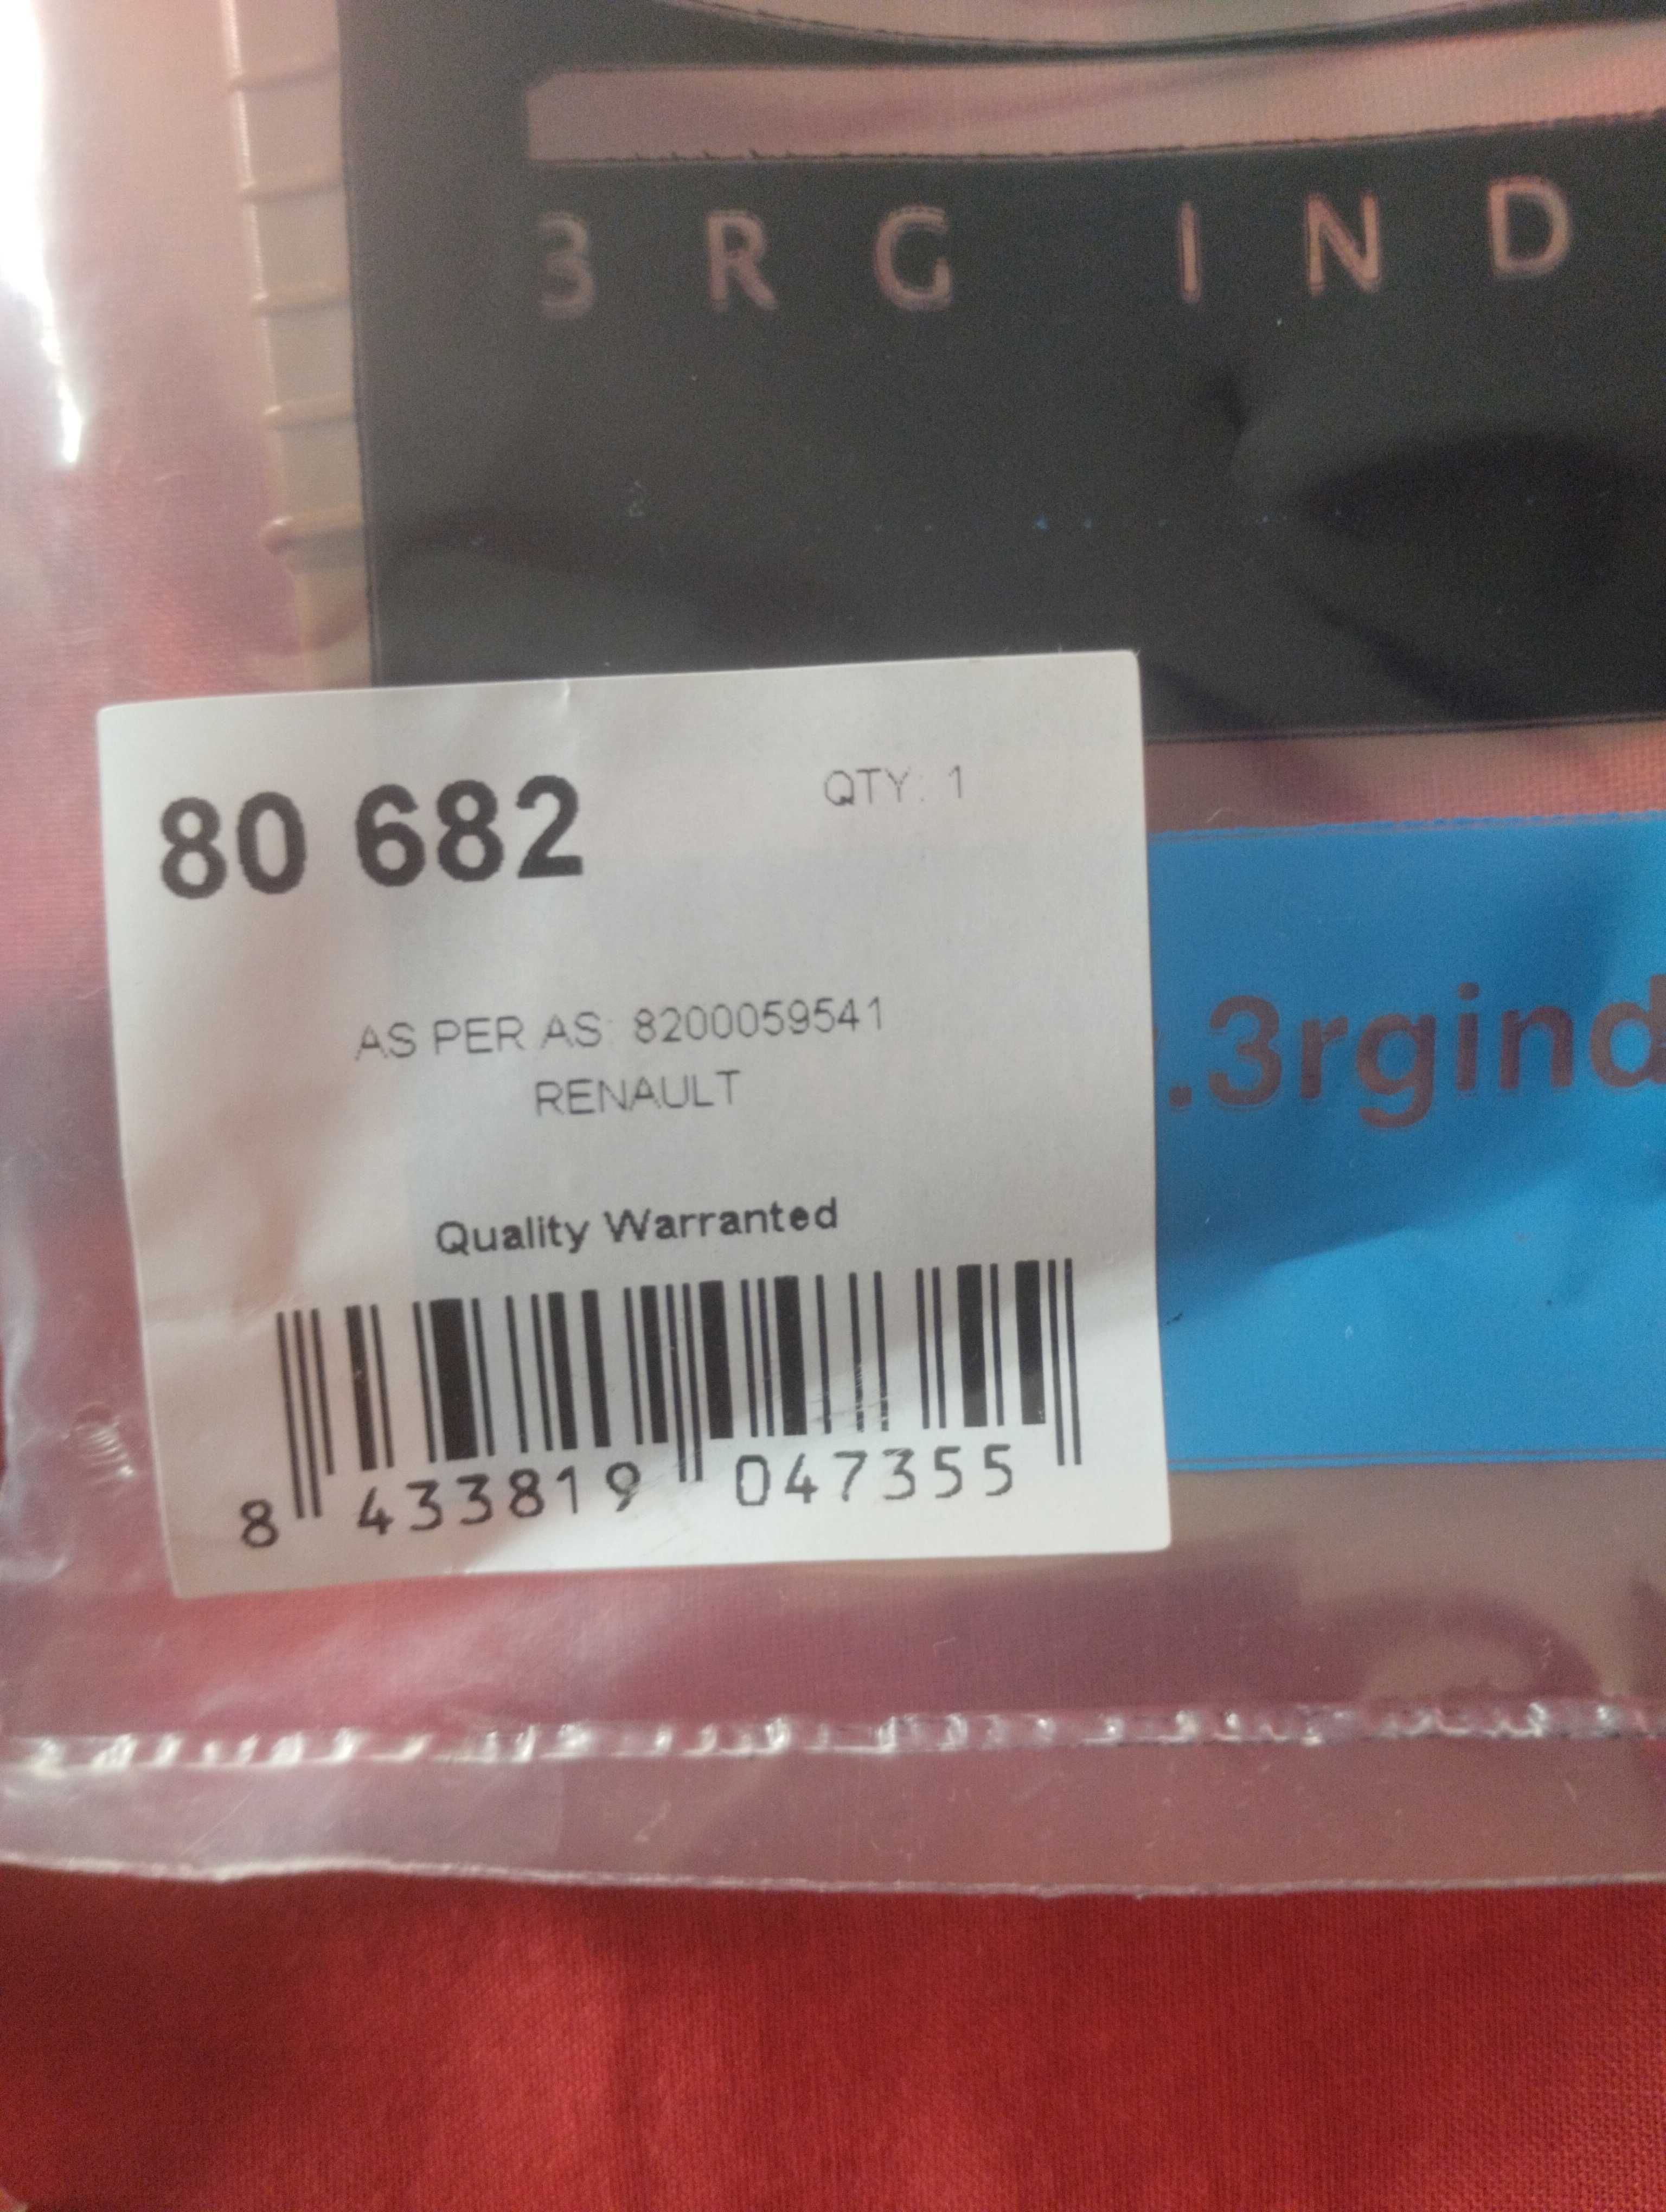 3RG IND
80 682
QTY: 1
AS PER AS: 8200059541
RENAULT
.3rgind
Quality Warranted
8 433819 047355